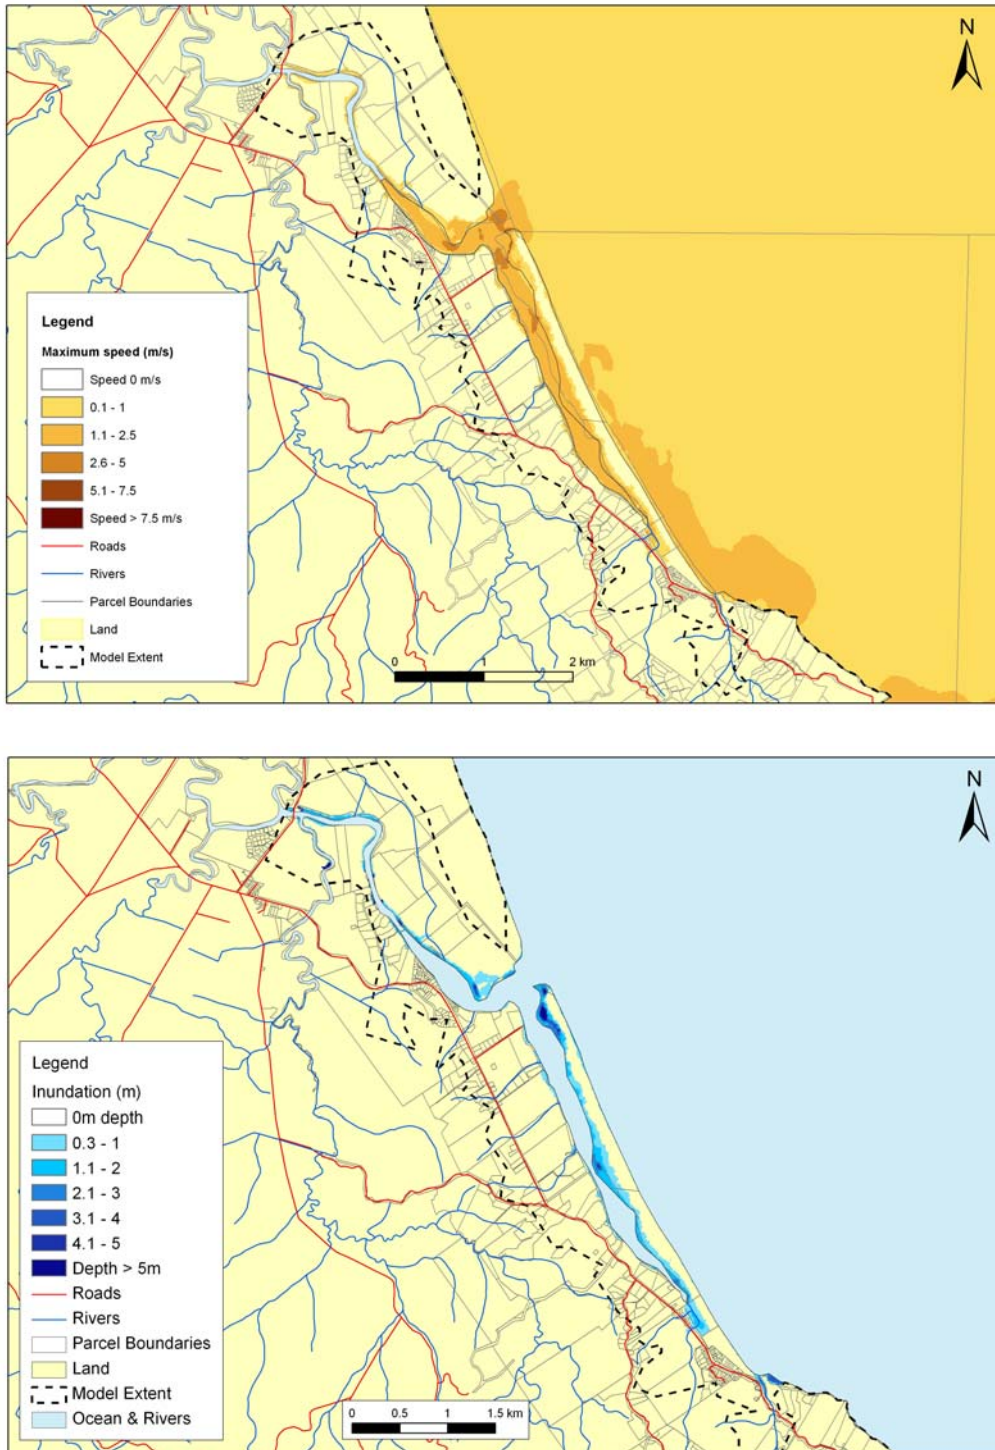 N
Legend
Maximum speed (m/s)
Speed 0 m/s
0.1 - 1
1.1 - 2.5
2.6 - 5
5.1 - 7.5
Speed > 7.5 m/s
Roads
Rivers
Parcel Boundaries
Land
Model Extent
0 1 2 km
N
Legend
Inundation (m)
0m depth
0.3 - 1
1.1 - 2
2.1 - 3
3.1 - 4
4.1 - 5
Depth > 5m
Roads
Rivers
Parcel Boundaries
Land
Model Extent
Ocean & Rivers
0 0.5 1 1.5 km